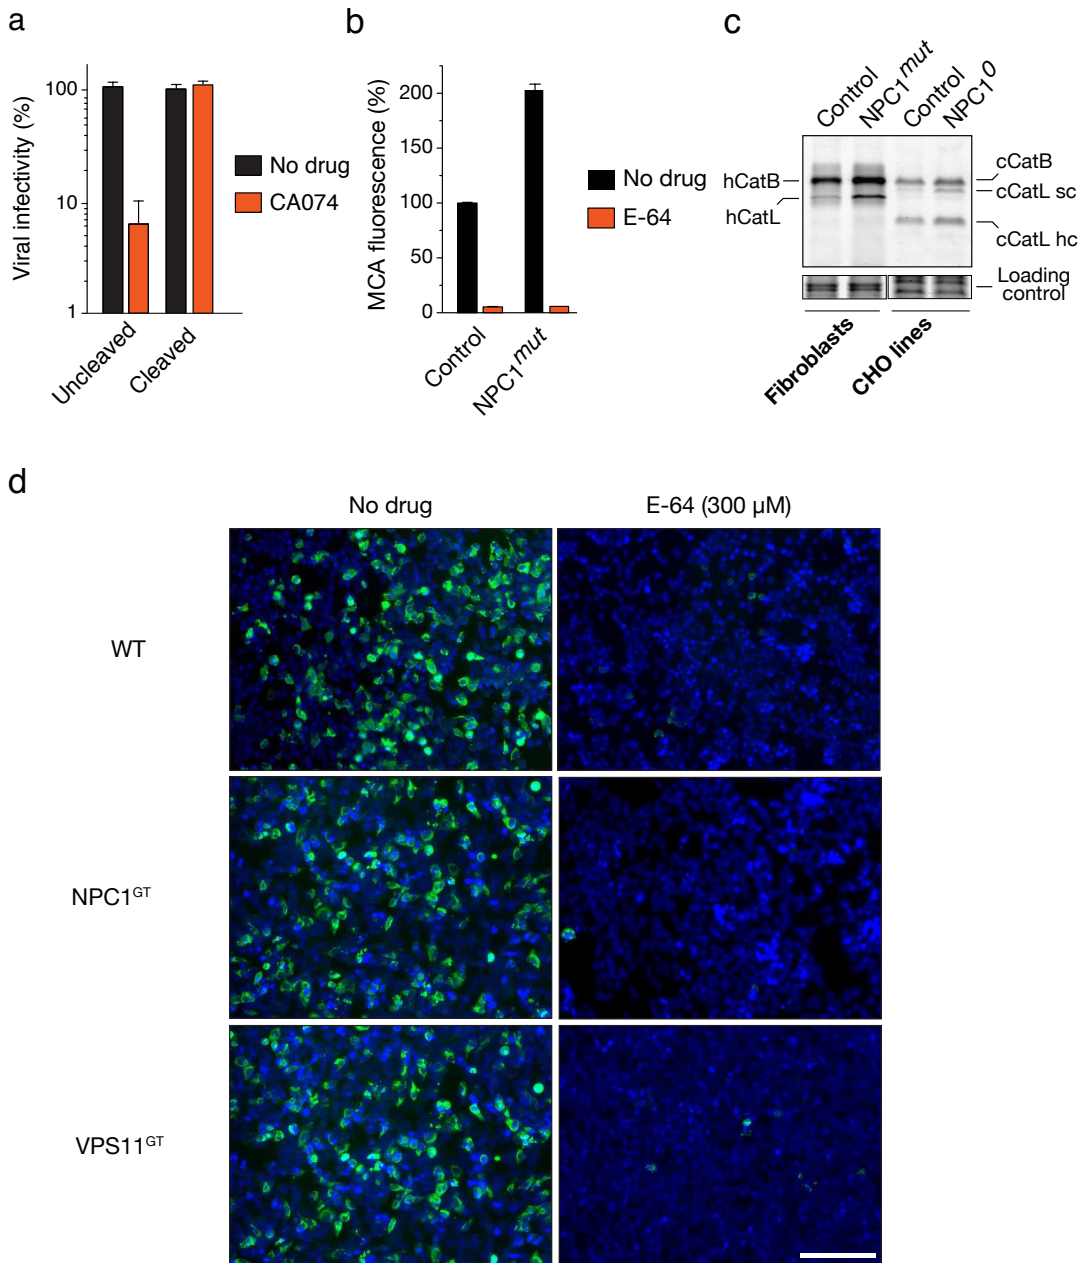 a
Viral infectivity (%)
100
10
1
Uncleaved
Cleaved
No drug
CA074
b
MCA fluorescence (%)
200
150
100
50
0
Control
NPC1mut
No drug
E-64
c
Control
NPC1mut
Control
NPC10
hCatB
hCatL
cCatB
cCatL sc
cCatL hc
Loading
control
Fibroblasts
CHO lines
d
No drug
E-64 (300 µM)
WT
NPC1GT
VPS11GT